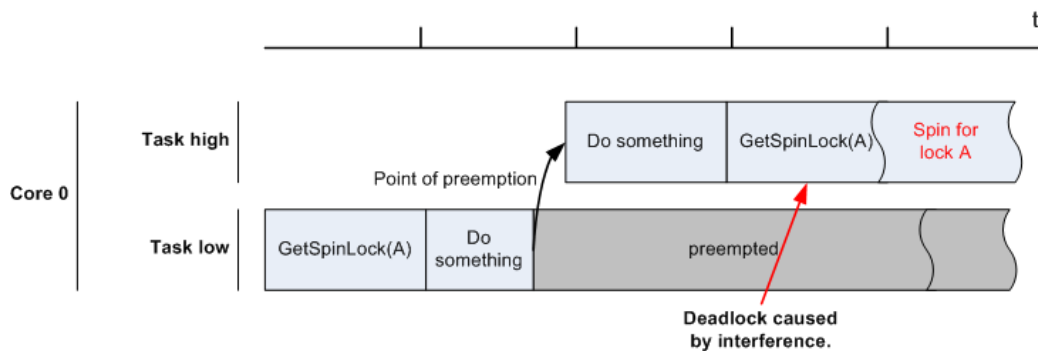 t
Core 0
Task high
Do something
GetSpinLock(A)
Spin for
lock A
Point of preemption
Task low
GetSpinLock(A)
Do
something
preempted
Deadlock caused
by interference.